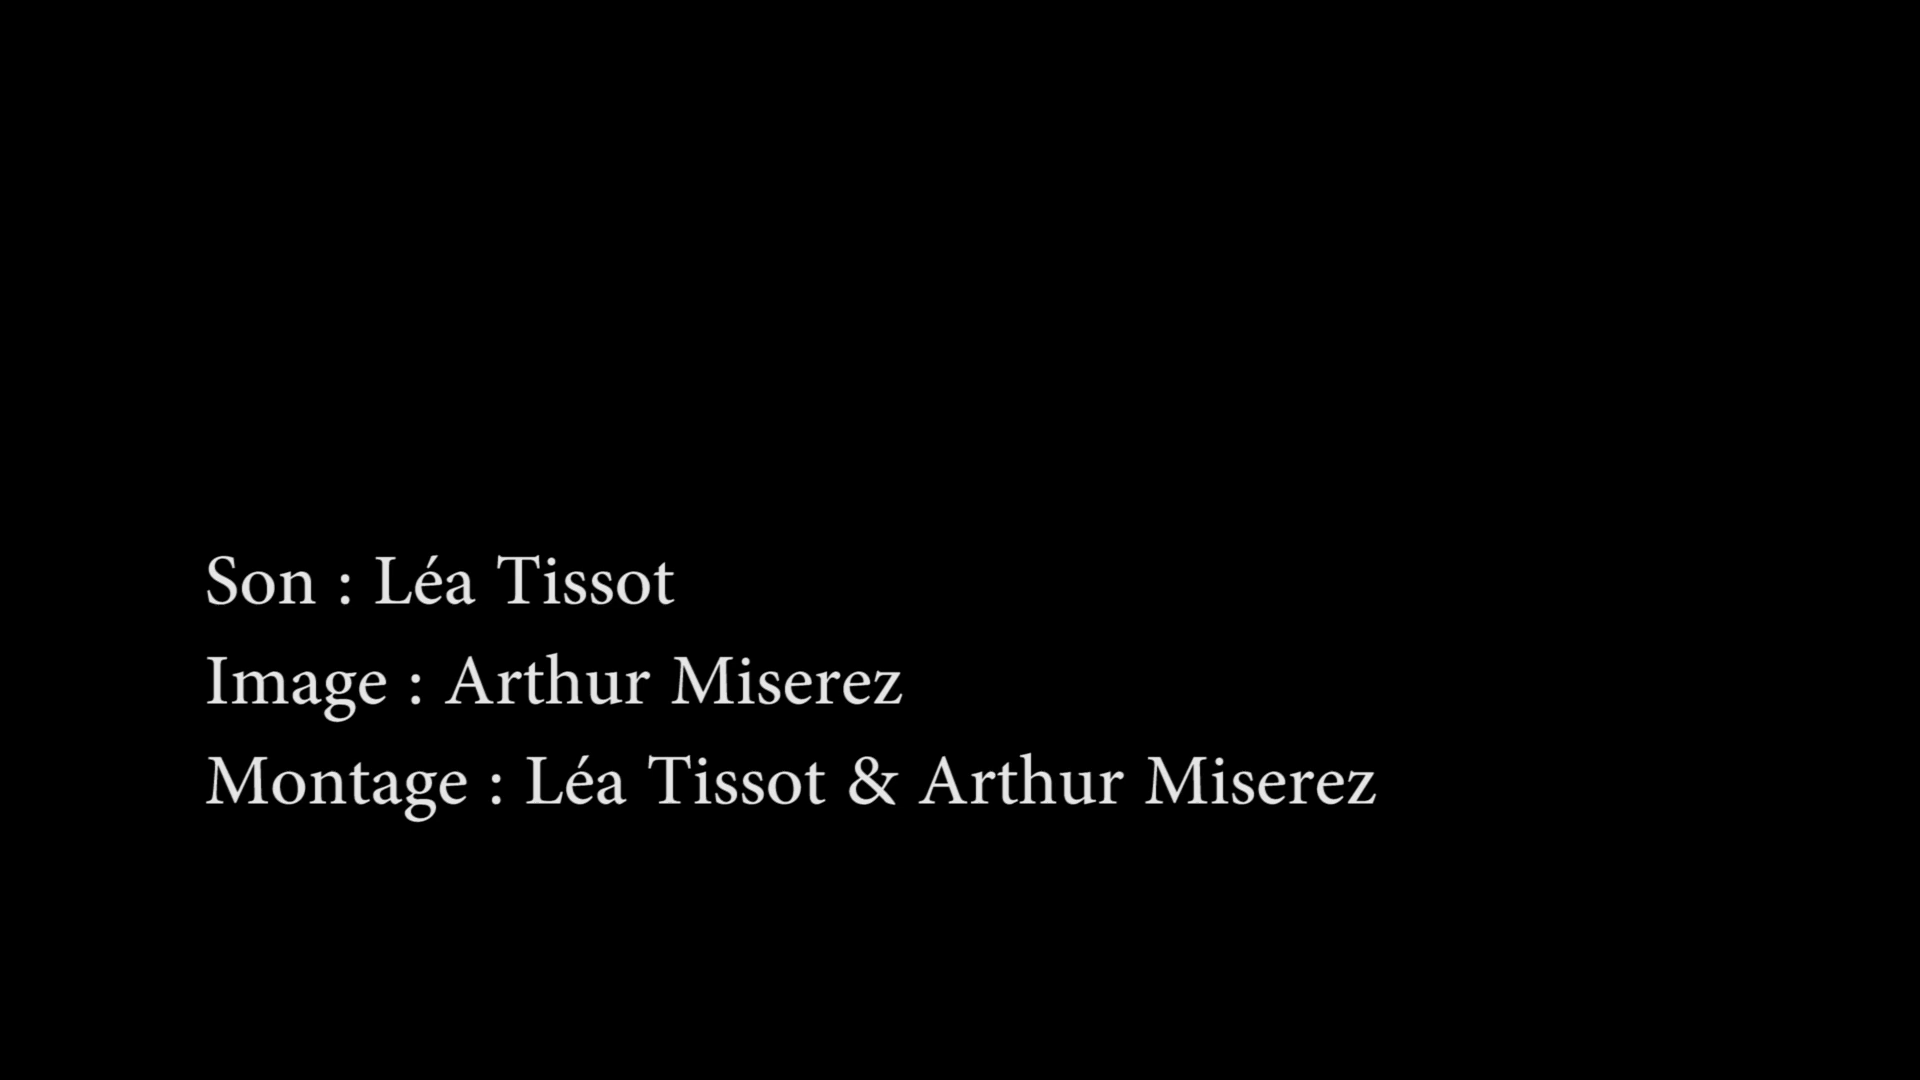 Son : Léa Tissot
Image : Arthur Miserez
Montage : Léa Tissot & Arthur Miserez